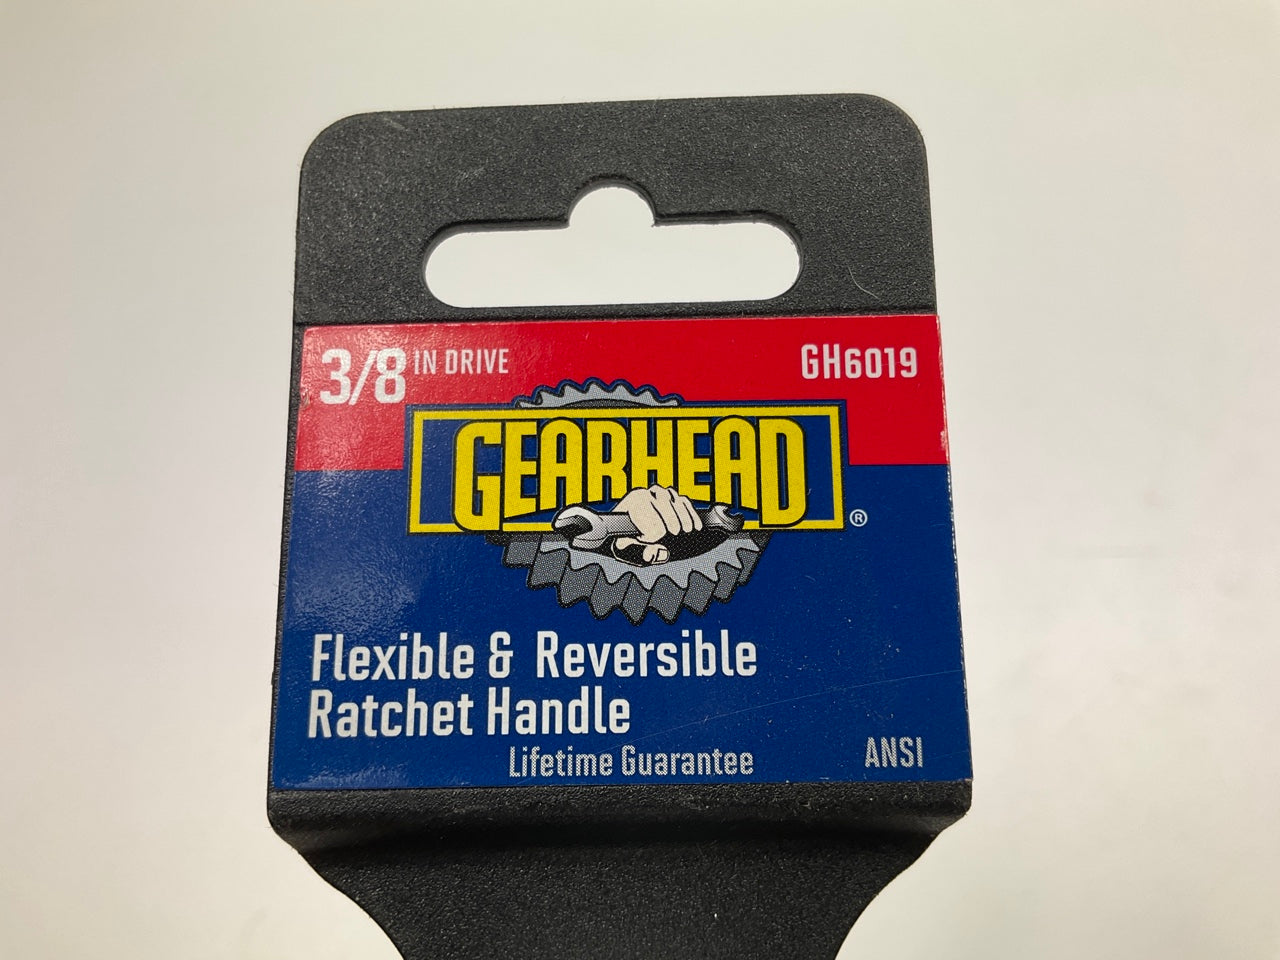 3/8 IN DRIVE
GH6019
GEARHEAD®
Flexible & Reversible
Ratchet Handle
Lifetime Guarantee
ANSI